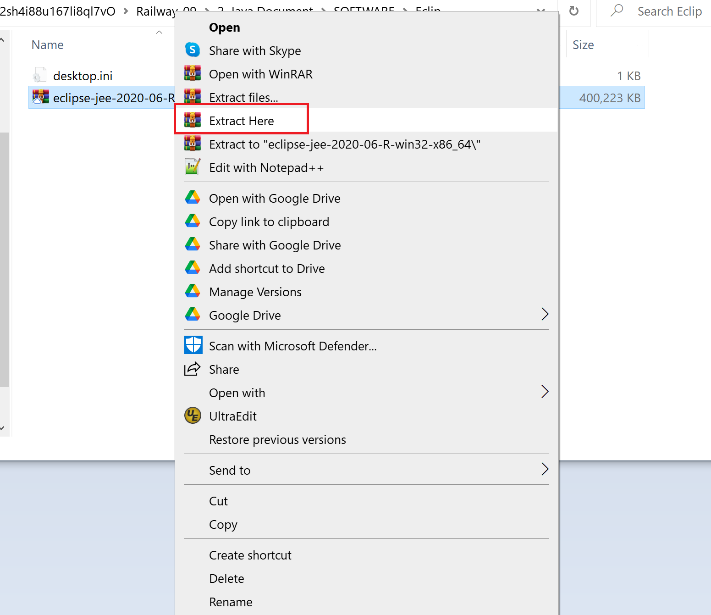 2sh4i88u167li8ql7vO > Railway_09 > 2. Java Document > SOFTWARE > Eclip
Search Eclip
Name
Size
desktop.ini
1 KB
eclipse-jee-2020-06-R
400,223 KB
Open
Share with Skype
Open with WinRAR
Extract files...
Extract Here
Extract to "eclipse-jee-2020-06-R-win32-x86_64\"
Edit with Notepad++
Open with Google Drive
Copy link to clipboard
Share with Google Drive
Add shortcut to Drive
Manage Versions
Google Drive
Scan with Microsoft Defender...
Share
Open with
UltraEdit
Restore previous versions
Send to
Cut
Copy
Create shortcut
Delete
Rename